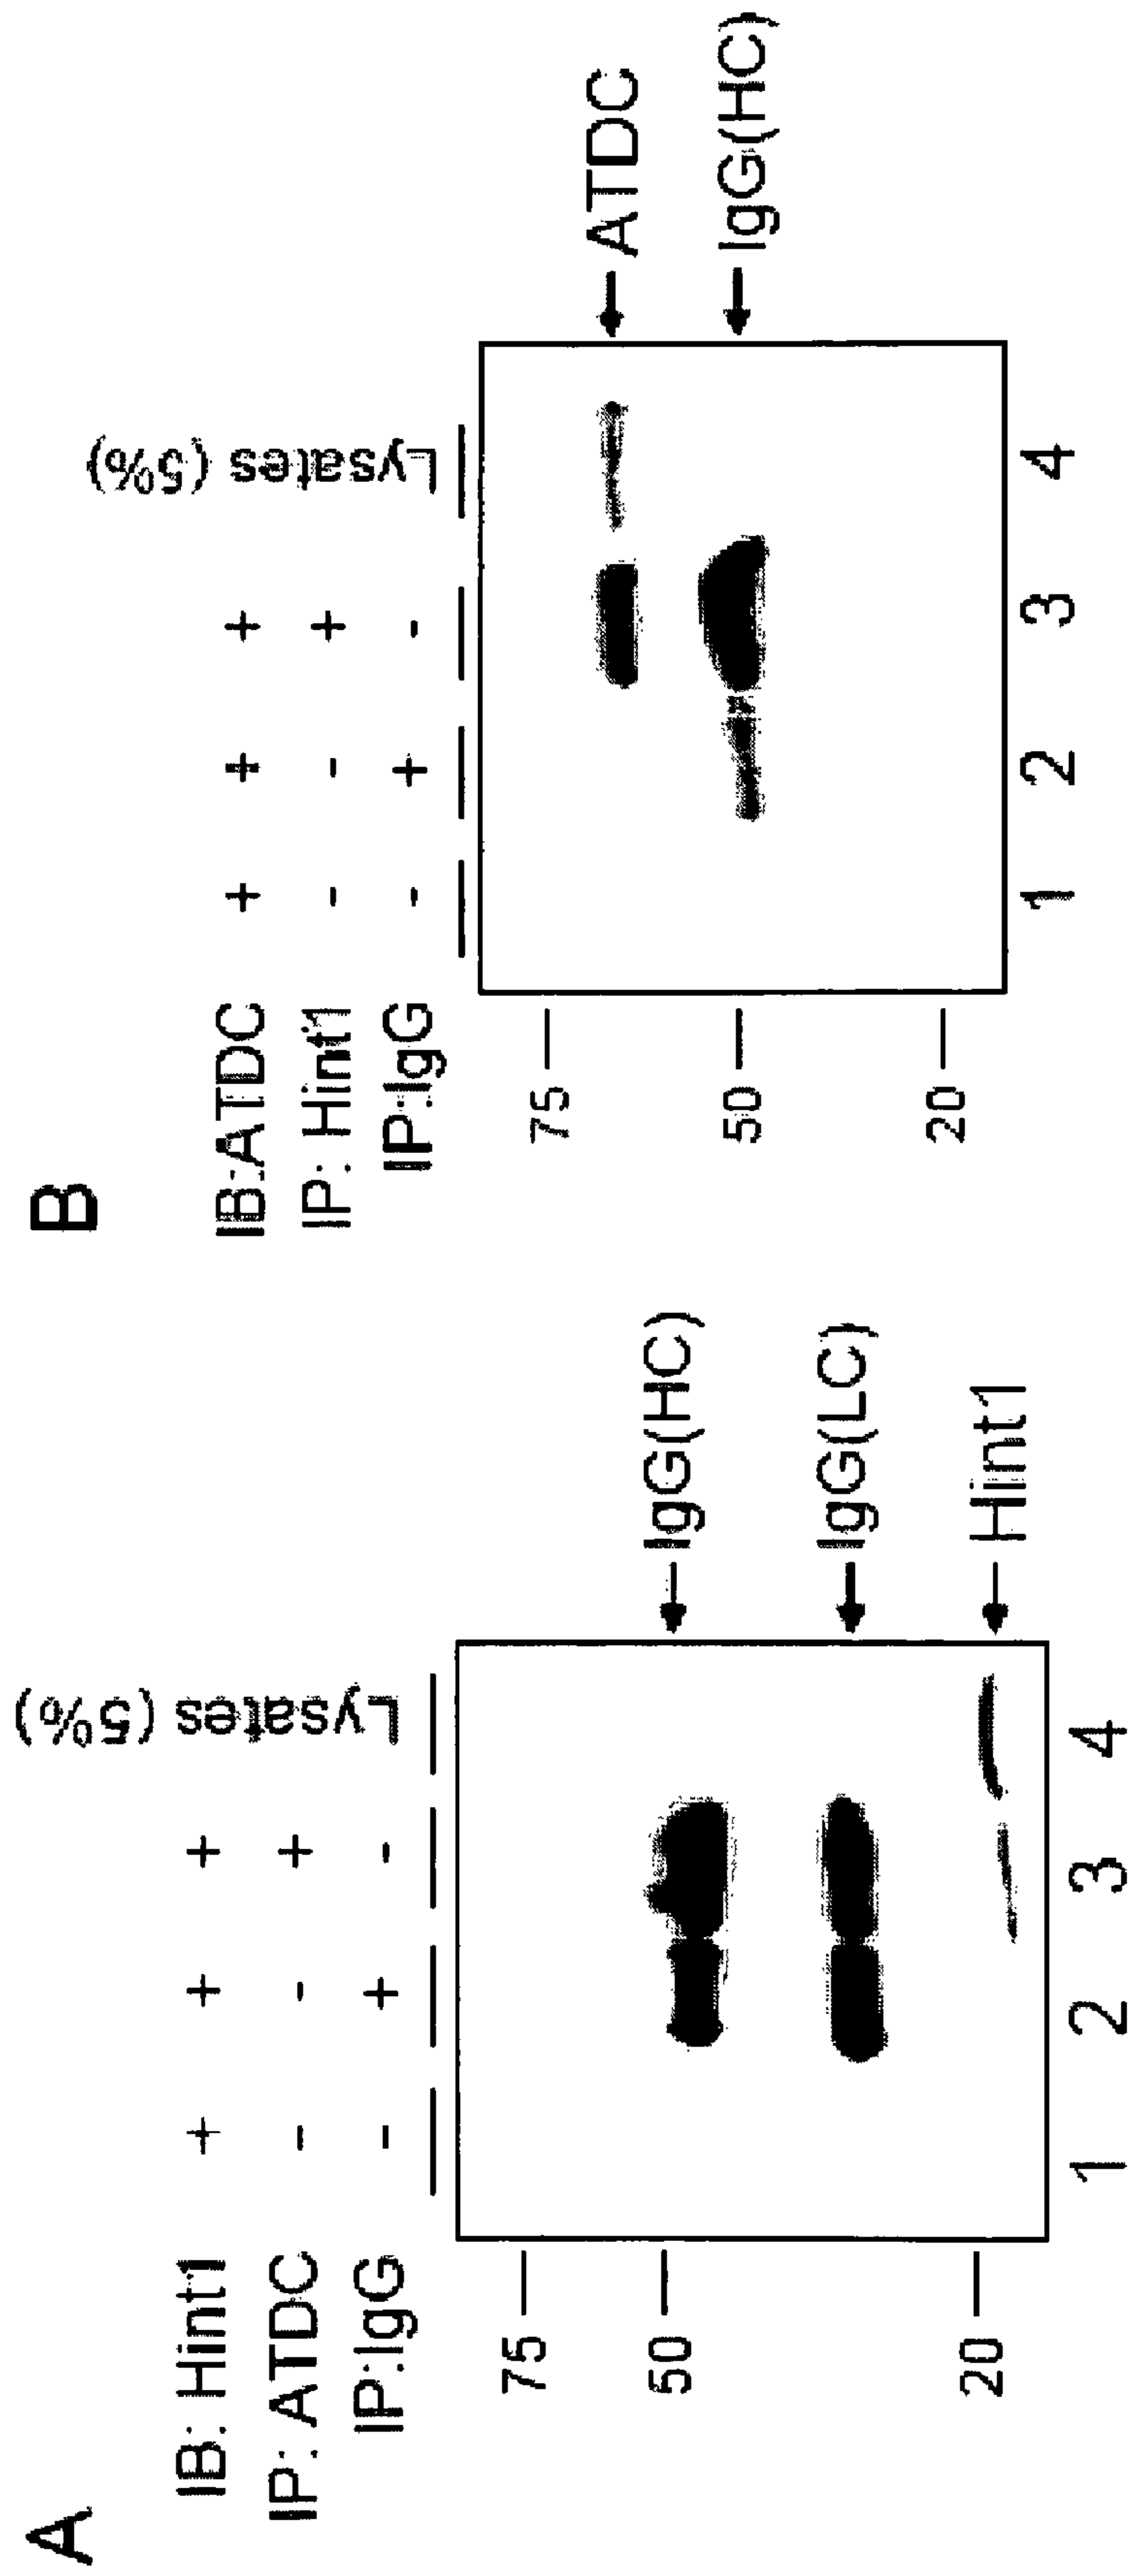 A
Lysates (5%)
IB: Hint1 + + +
IP: ATDC - - +
IP:IgG - + -
75
50
20
IgG(HC)
IgG(LC)
Hint1
1 2 3 4
B
Lysates (5%)
IB:ATDC + + +
IP: Hint1 - - +
IP:IgG - + -
75
50
20
ATDC
IgG(HC)
1 2 3 4